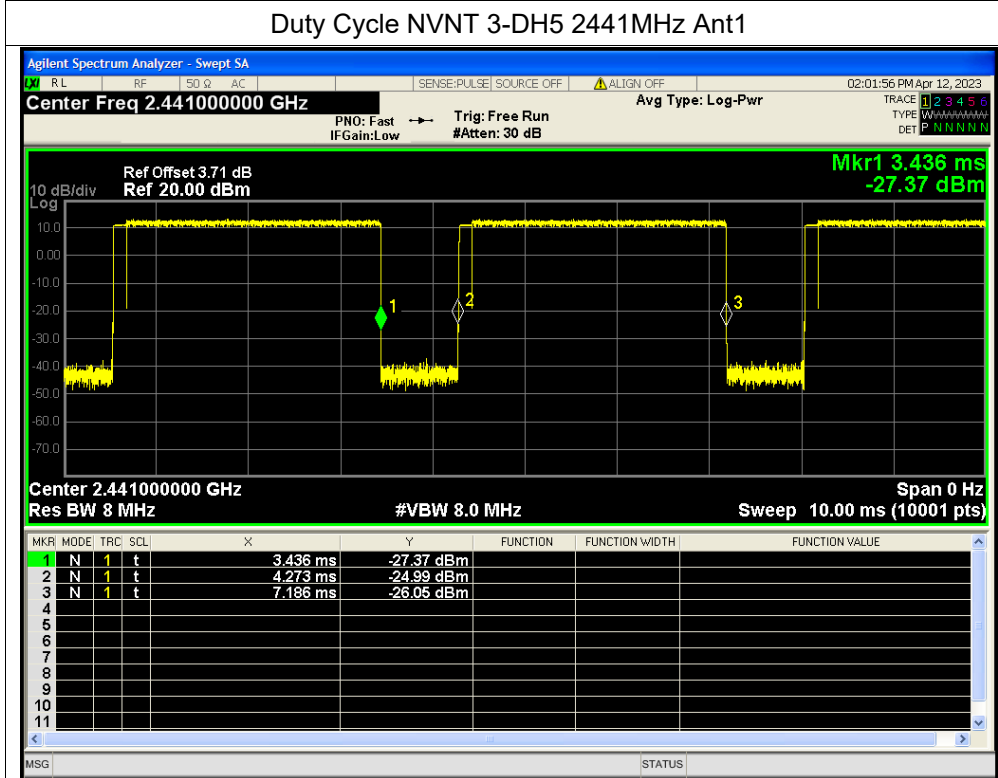 Duty Cycle NVNT 3-DH5 2441MHz Ant1
Agilent Spectrum Analyzer - Swept SA
LXI RL RF 50 Ω AC SENSE:PULSE SOURCE OFF ALIGN OFF 02:01:56 PM Apr 12, 2023
Center Freq 2.441000000 GHz Avg Type: Log-Pwr TRACE 1 2 3 4 5 6
PNO: Fast Trig: Free Run TYPE WWWWWW
IFGain:Low #Atten: 30 dB DET P N N N N N
Mkr1 3.436 ms
Ref Offset 3.71 dB
10 dB/div Ref 20.00 dBm -27.37 dBm
Log
10.0
0.00
-10.0
-20.0
-30.0
-40.0
-50.0
-60.0
-70.0
1
2
3
Center 2.441000000 GHz Span 0 Hz
Res BW 8 MHz #VBW 8.0 MHz Sweep 10.00 ms (10001 pts)
MKR MODE TRC SCL X Y FUNCTION FUNCTION WIDTH FUNCTION VALUE
1 N 1 t 3.436 ms -27.37 dBm
2 N 1 t 4.273 ms -24.99 dBm
3 N 1 t 7.186 ms -26.05 dBm
4
5
6
7
8
9
10
11
MSG STATUS